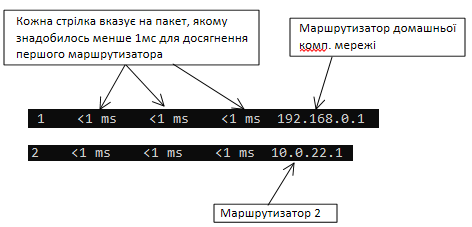 Кожна стрілка вказує на пакет, якому
знадобилось менше 1мс для досягнення
першого маршрутизатора
Маршрутизатор домашньої
комп. мережі
1 <1 ms <1 ms <1 ms 192.168.0.1
2 <1 ms <1 ms <1 ms 10.0.22.1
Маршрутизатор 2